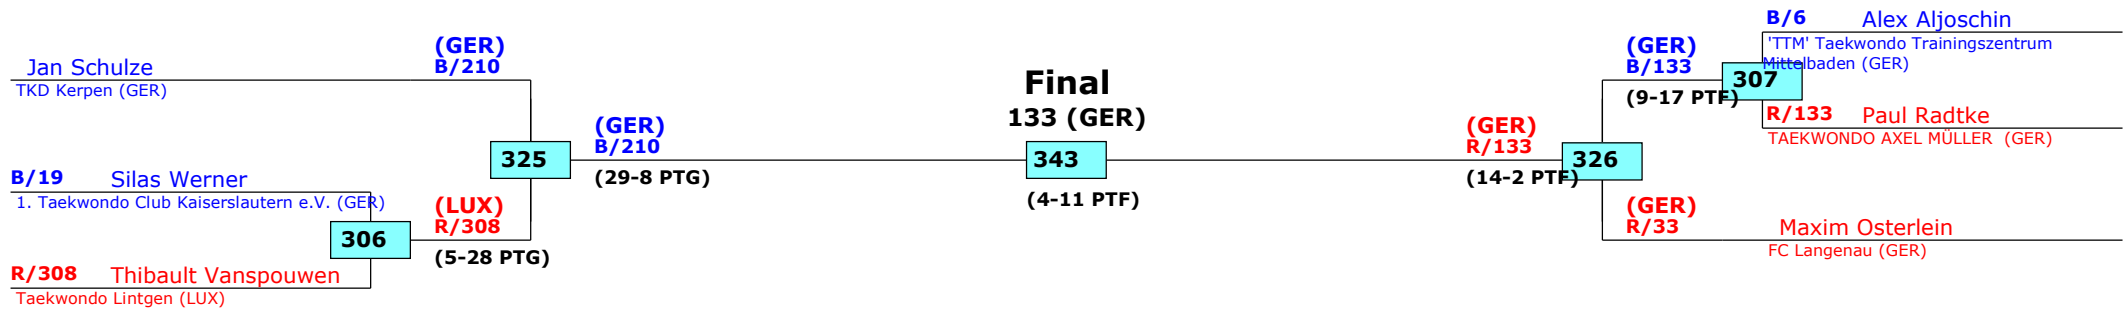 B/6 Alex Aljoschin
'TTM' Taekwondo Trainingszentrum
Mittelbaden (GER)
(GER)
B/133
307
(9-17 PTF)
R/133 Paul Radtke
TAEKWONDO AXEL MÜLLER (GER)
(GER)
B/210
Jan Schulze
TKD Kerpen (GER)
Final
133 (GER)
(GER)
B/210
325
(29-8 PTG)
343
(4-11 PTF)
(GER)
R/133
326
(14-2 PTF)
B/19 Silas Werner
1. Taekwondo Club Kaiserslautern e.V. (GER)
(LUX)
R/308
306
(5-28 PTG)
(GER)
R/33
Maxim Osterlein
FC Langenau (GER)
R/308 Thibault Vanspouwen
Taekwondo Lintgen (LUX)